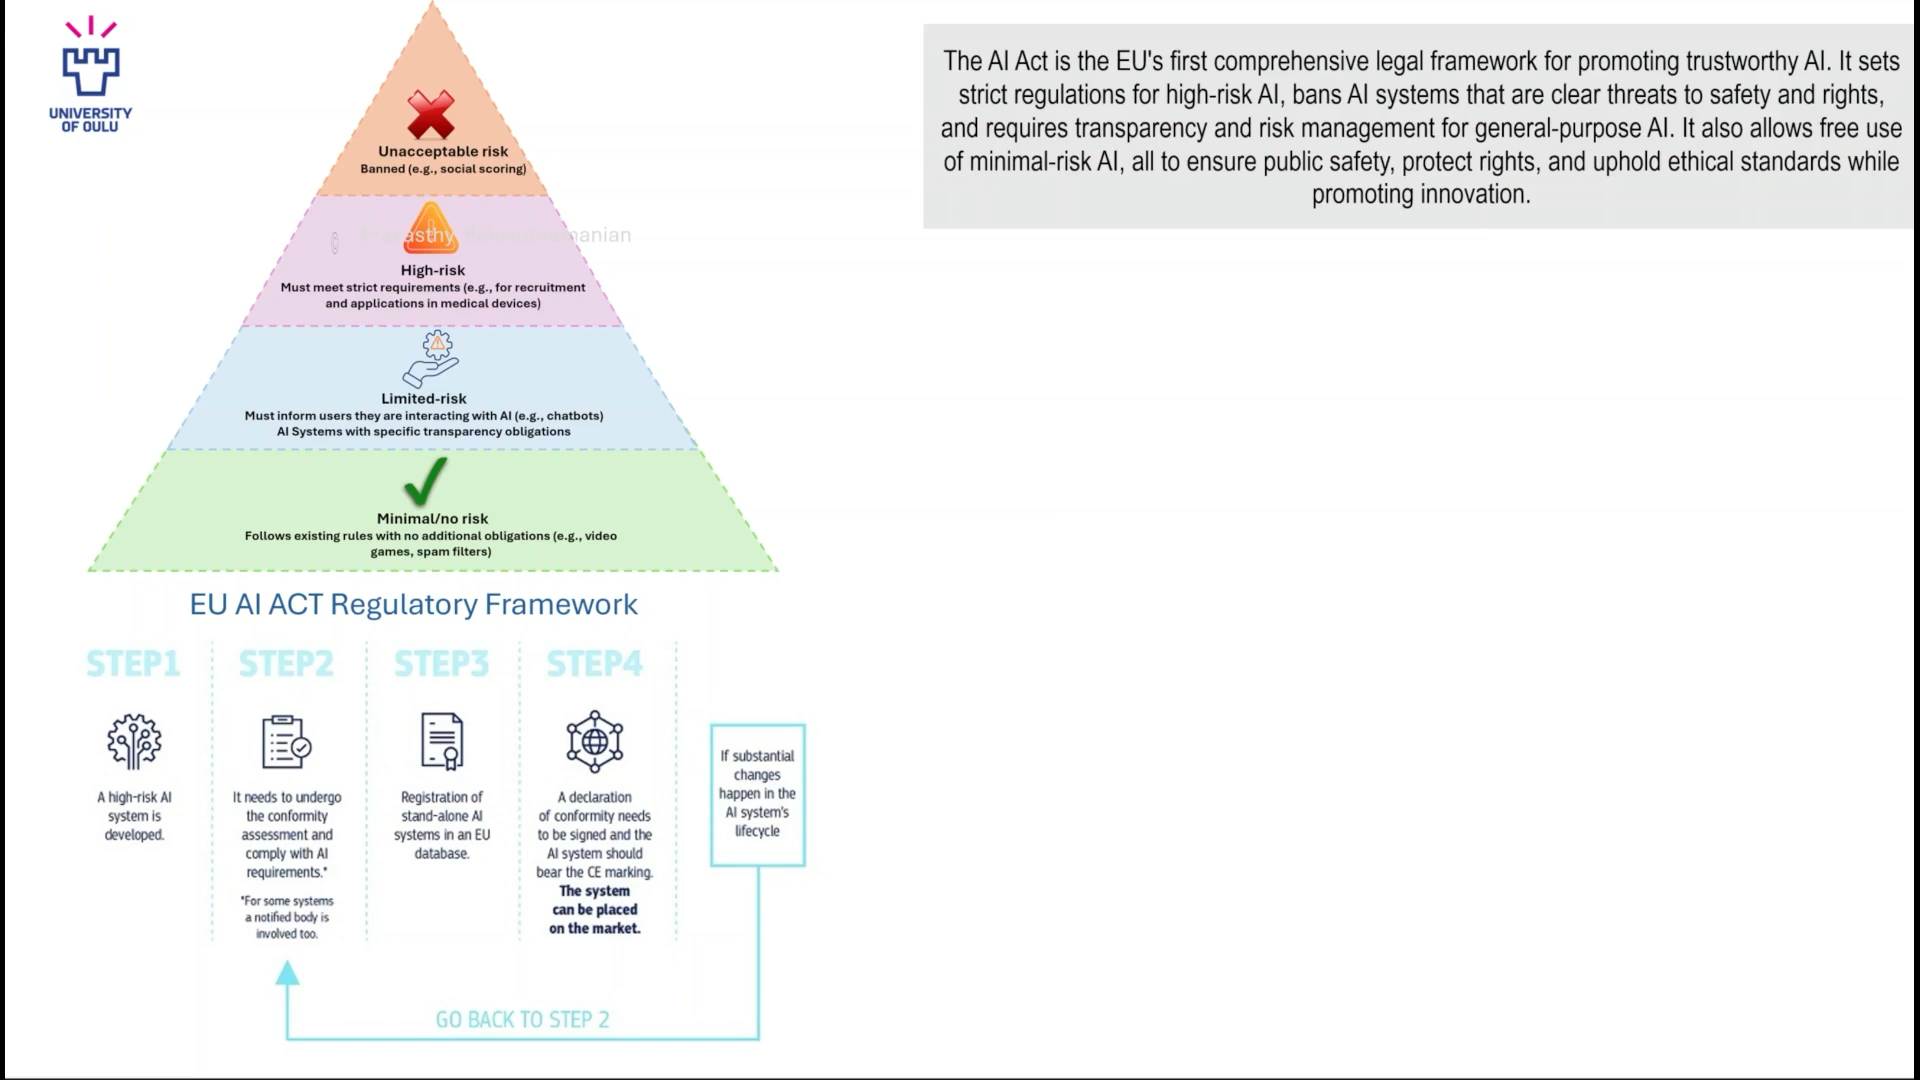 UNIVERSITY
OF OULU
Unacceptable risk
Banned (e.g., social scoring)
High-risk
Must meet strict requirements (e.g., for recruitment
and applications in medical devices)
Limited-risk
Must inform users they are interacting with AI (e.g., chatbots)
AI Systems with specific transparency obligations
Minimal/no risk
Follows existing rules with no additional obligations (e.g., video
games, spam filters)
EU AI ACT Regulatory Framework
The AI Act is the EU's first comprehensive legal framework for promoting trustworthy AI. It sets
strict regulations for high-risk AI, bans AI systems that are clear threats to safety and rights,
and requires transparency and risk management for general-purpose AI. It also allows free use
of minimal-risk AI, all to ensure public safety, protect rights, and uphold ethical standards while
promoting innovation.
STEP1
A high-risk AI
system is
developed.
STEP2
It needs to undergo
the conformity
assessment and
comply with AI
requirements.*
*For some systems
a notified body is
involved too.
STEP3
Registration of
stand-alone AI
systems in an EU
database.
STEP4
A declaration
of conformity needs
to be signed and the
AI system should
bear the CE marking.
The system
can be placed
on the market.
If substantial
changes
happen in the
AI system's
lifecycle
GO BACK TO STEP 2